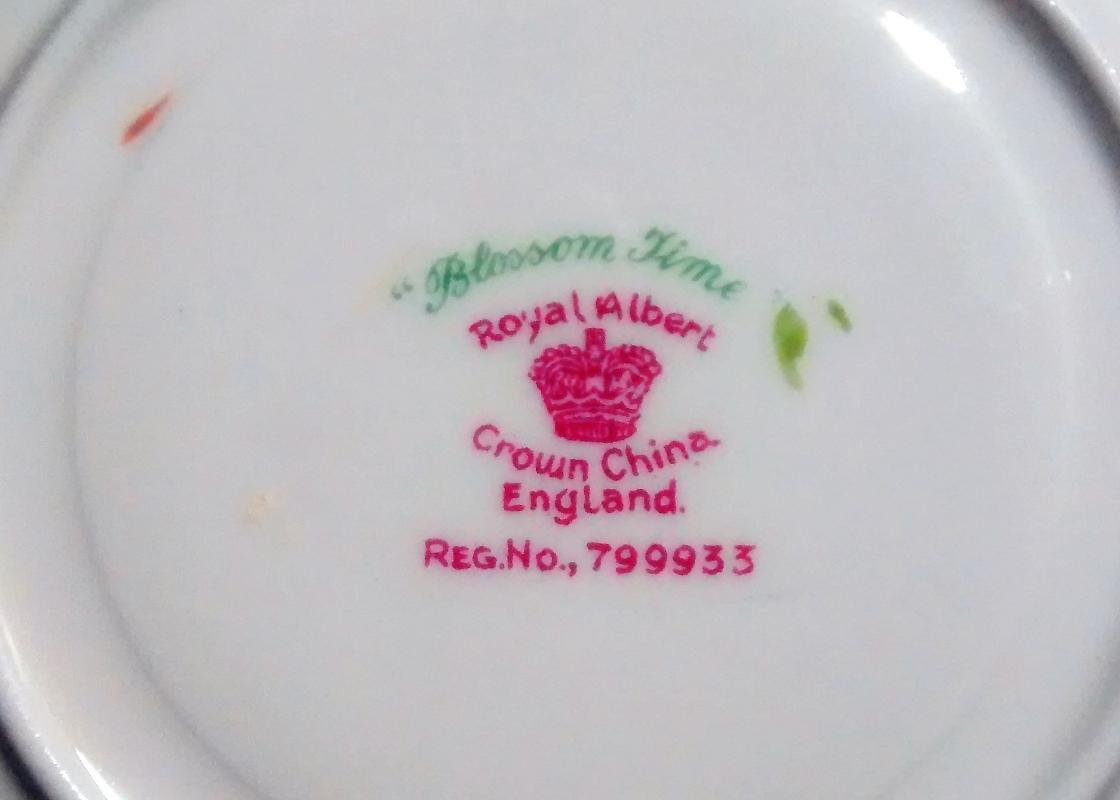 “Blossom Time
Royal Albert
Crown China
England.
REG.No., 799933